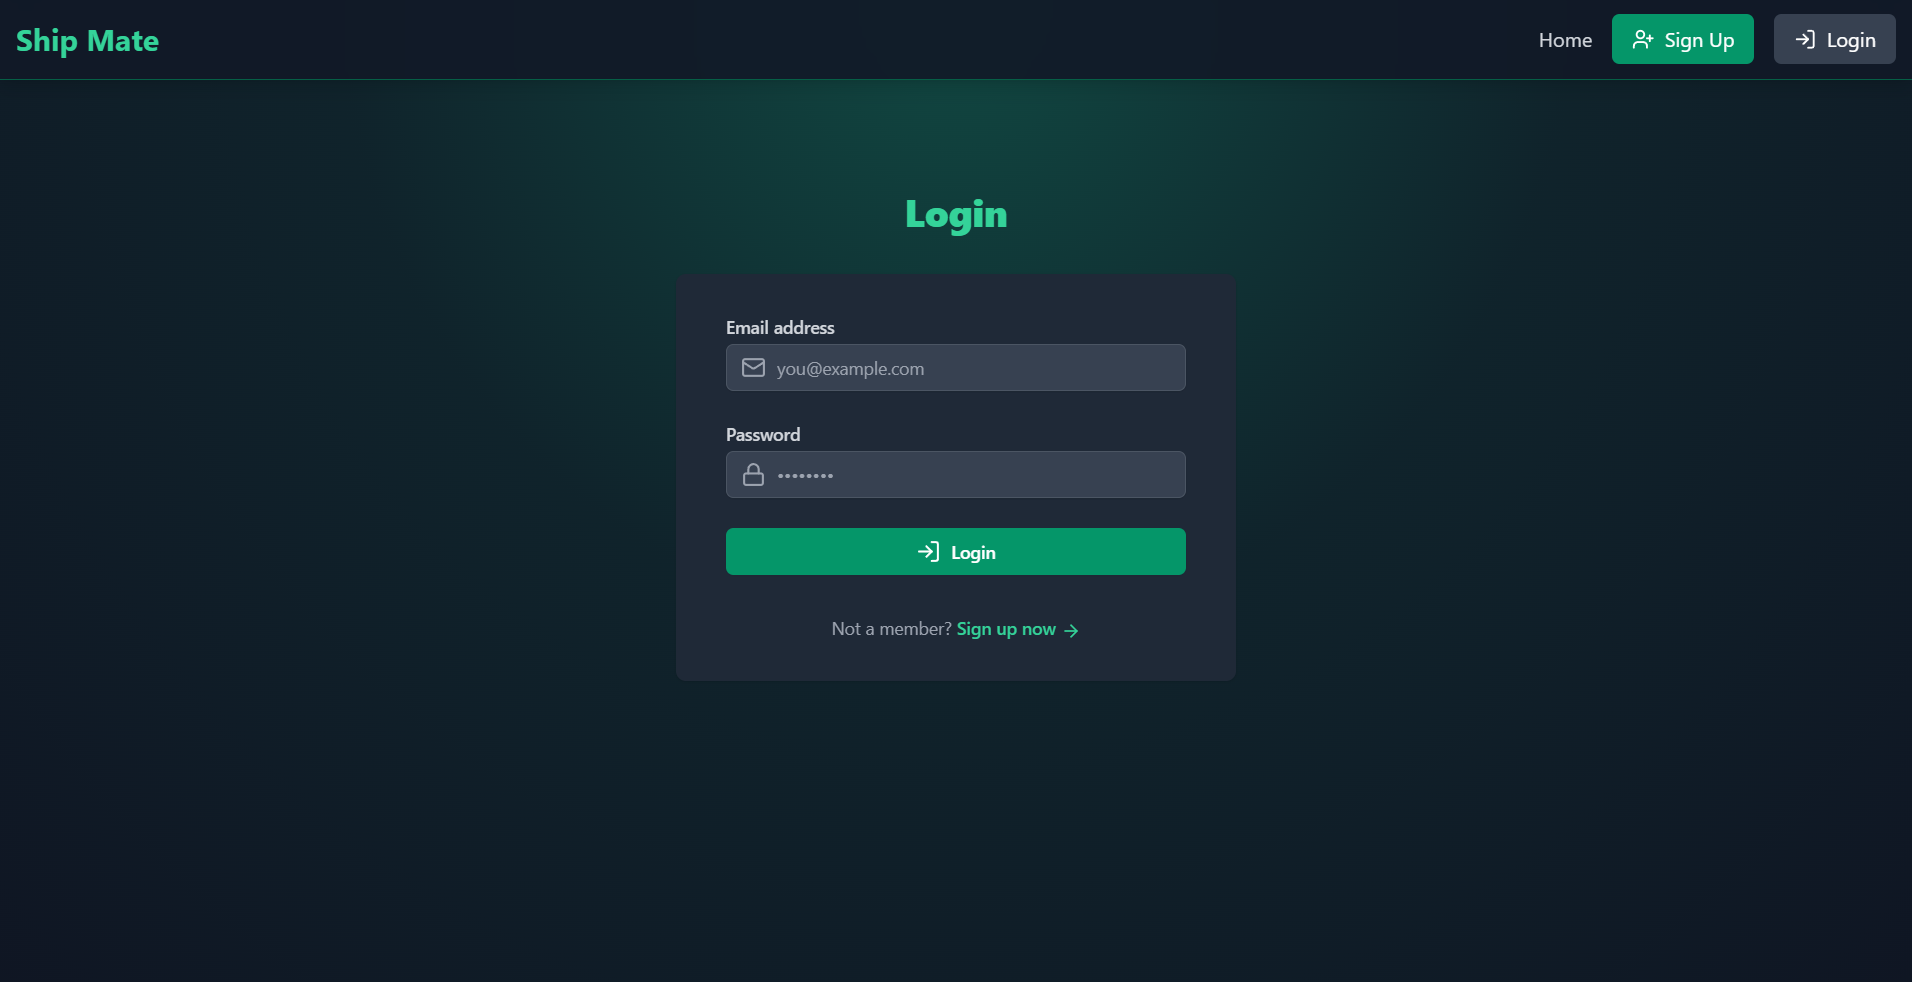 Ship Mate
Home
Sign Up
Login
Login
Email address
you@example.com
Password
••••••••
Login
Not a member? Sign up now →